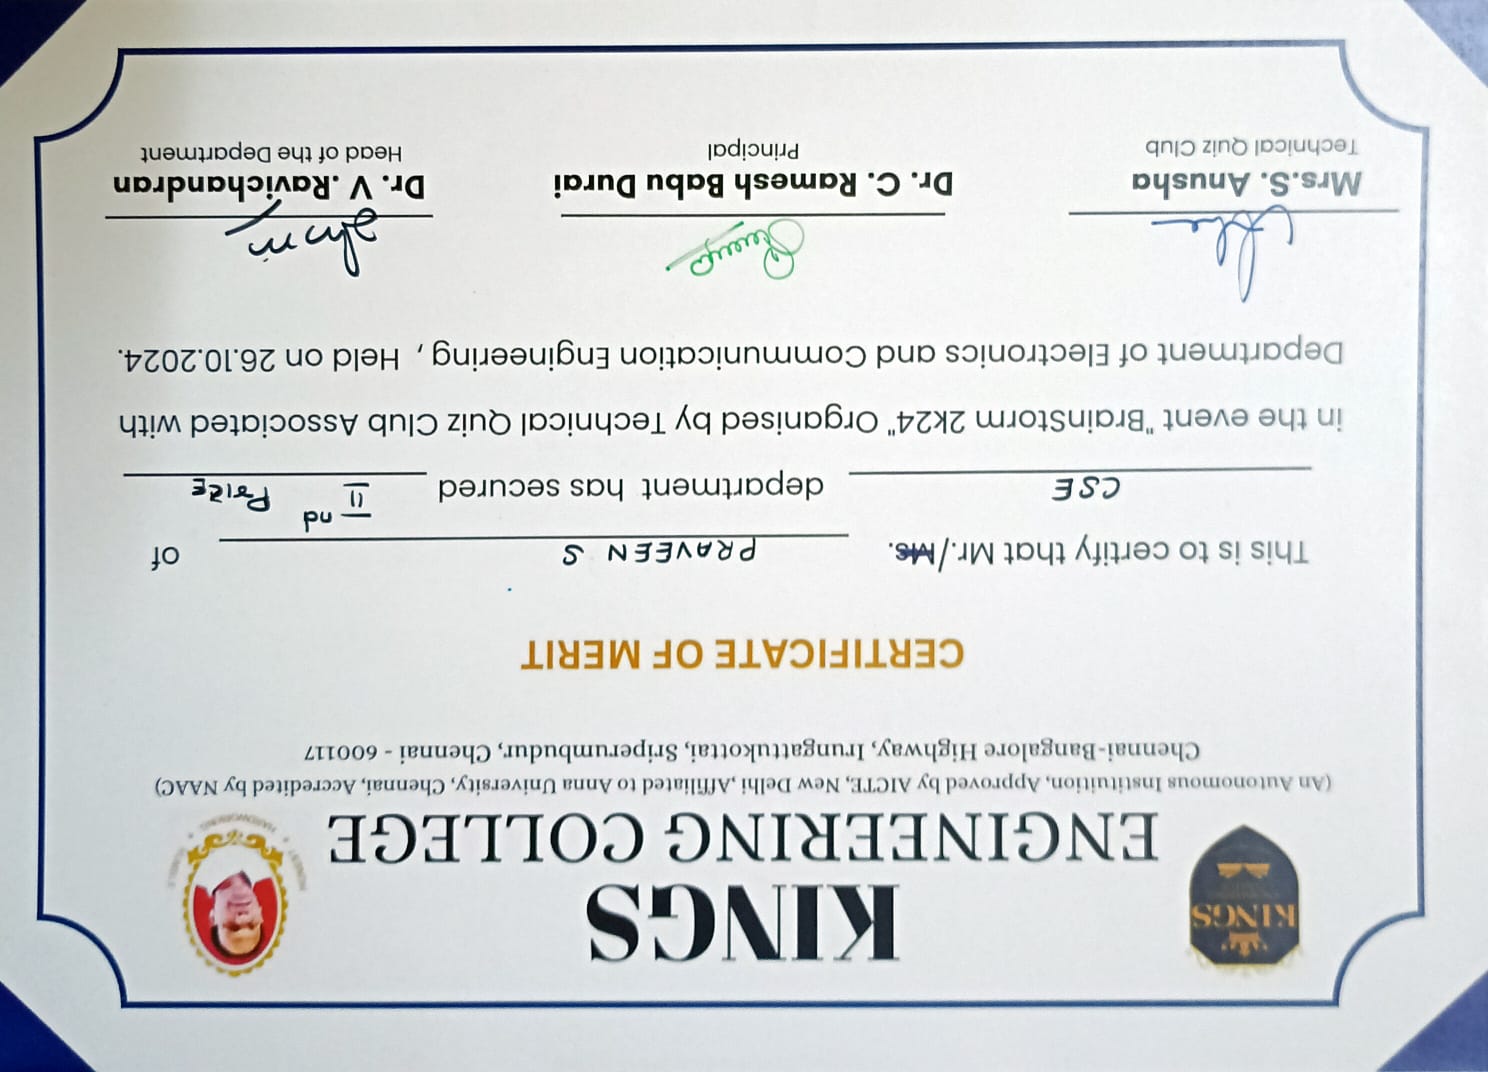 KINGS
KINGS
ENGINEERING COLLEGE
(An Autonomous Instituition, Approved by AICTE, New Delhi ,Affiliated to Anna University, Chennai, Accredited by NAAC)
Chennai-Bangalore Highway, Irungattukottai, Sriperumbudur, Chennai - 600117
HONEST • HARDWORKING • HUMBLE
CERTIFICATE OF MERIT
This is to certify that Mr./Ms. PRAVEEN S of
CSE department has secured II nd PRIZE
in the event "BrainStorm 2k24" Organised by Technical Quiz Club Associated with
Department of Electronics and Communication Engineering , Held on 26.10.2024.
Mrs.S. Anusha
Technical Quiz Club
Dr. C. Ramesh Babu Durai
Principal
Dr. V .Ravichandran
Head of the Department